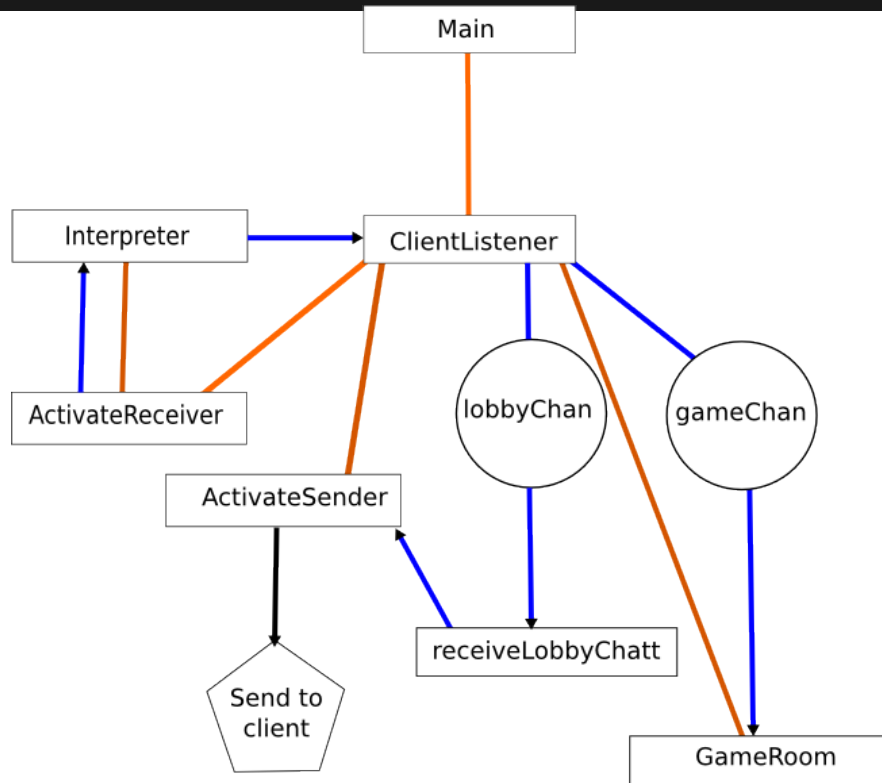 Main
Interpreter
ClientListener
ActivateReceiver
lobbyChan
gameChan
ActivateSender
receiveLobbyChatt
Send to
client
GameRoom